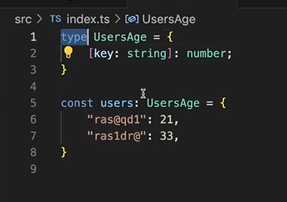 src > TS index.ts > UsersAge
1 type UsersAge = {
2 [key: string]: number;
3 }
4
5 const users: UsersAge = {
6 "ras@qd1": 21,
7 "ras1dr@": 33,
8 }